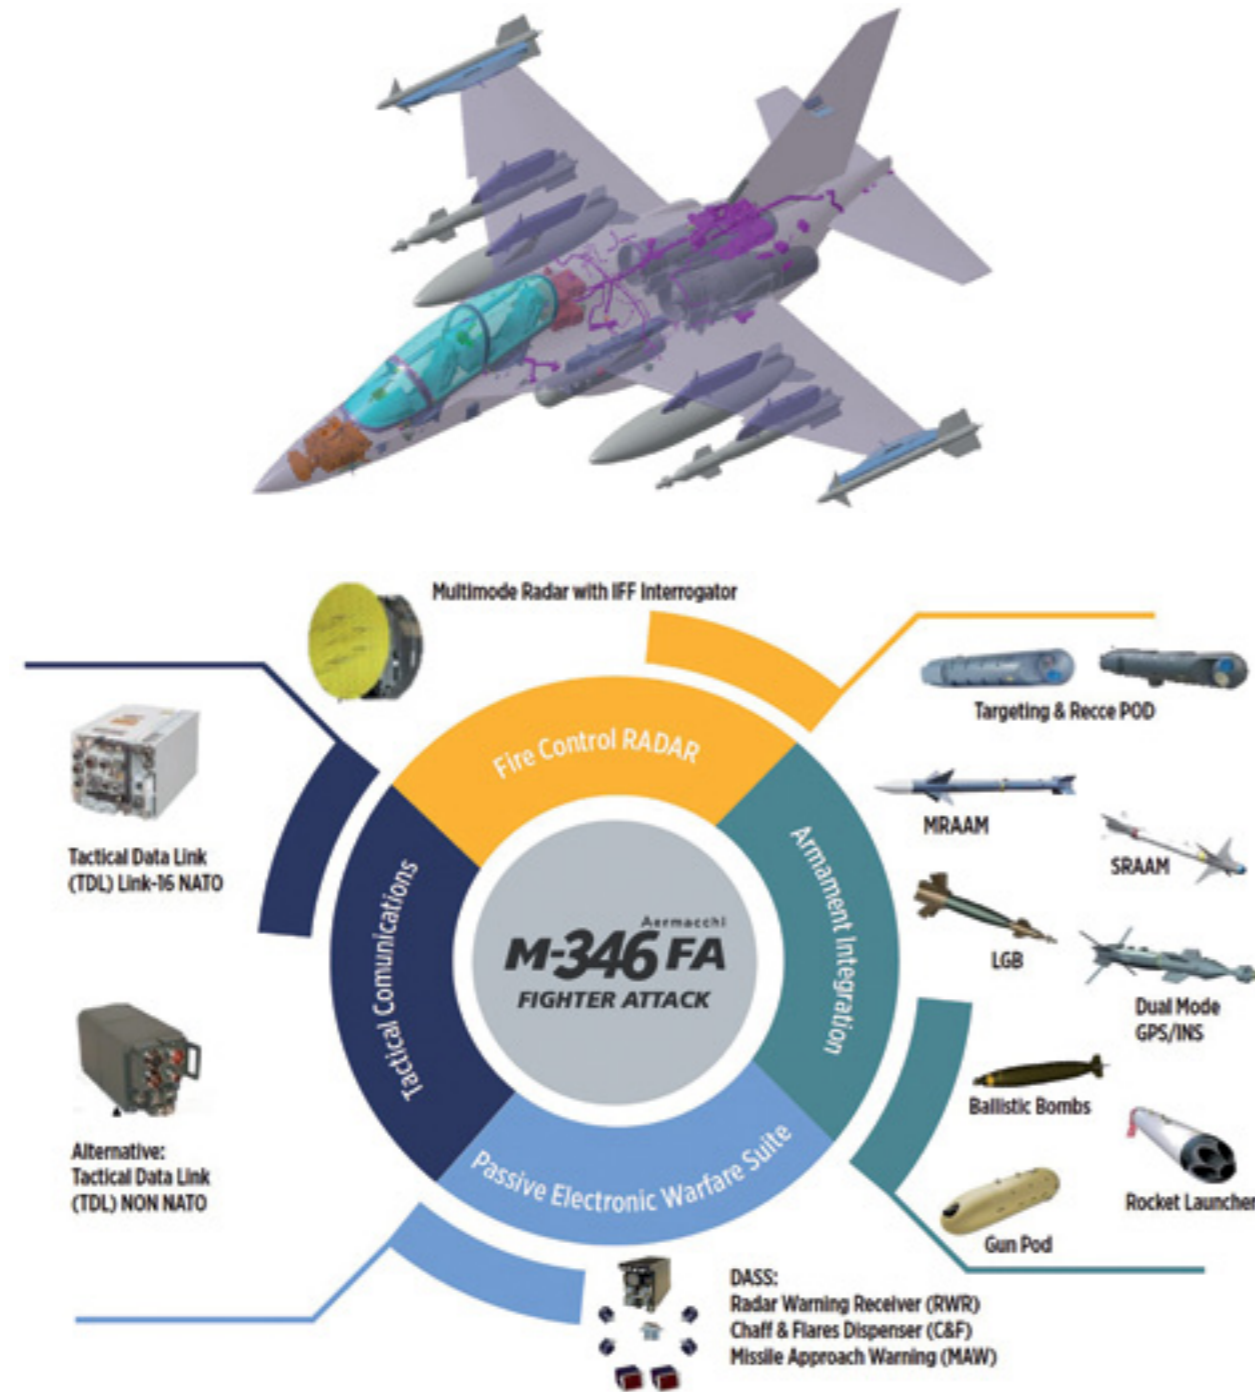 Multimode Radar with IFF Interrogator
Fire Control RADAR
Targeting & Recce POD
MRAAM
SRAAM
Armament Integration
LGB
Dual Mode
GPS/INS
Ballistic Bombs
Rocket Launcher
Gun Pod
Tactical Data Link
(TDL) Link-16 NATO
Tactical Comunications
Aermacchi
M-346 FA
FIGHTER ATTACK
Alternative:
Tactical Data Link
(TDL) NON NATO
Passive Electronic Warfare Suite
DASS:
Radar Warning Receiver (RWR)
Chaff & Flares Dispenser (C&F)
Missile Approach Warning (MAW)